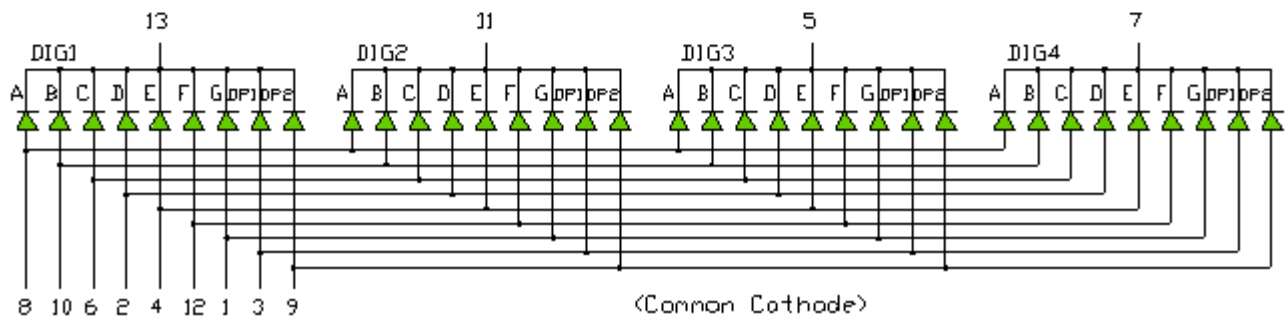 13 11 5 7
DIG1 DIG2 DIG3 DIG4
A B C D E F G DP1 DP2 A B C D E F G DP1 DP2 A B C D E F G DP1 DP2 A B C D E F G DP1 DP2
8 10 6 2 4 12 1 3 9 (Common Cathode)